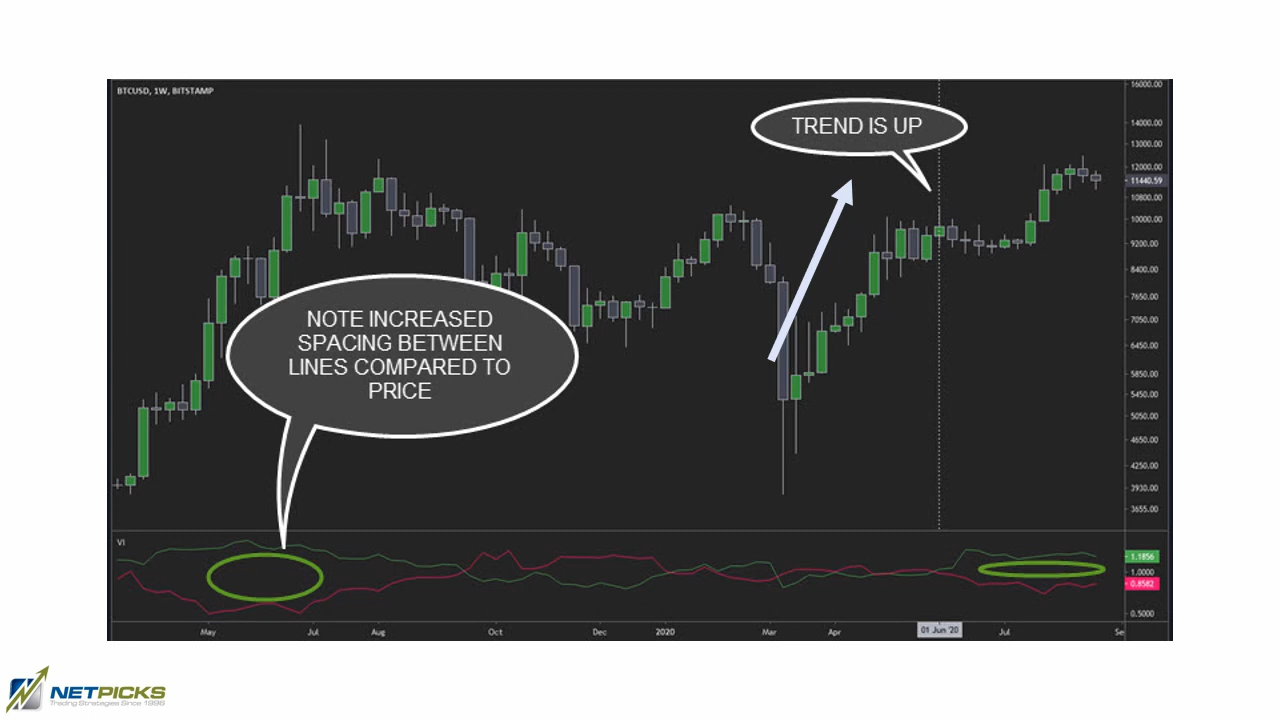 BTCUSD, 1W, BITSTAMP
TREND IS UP
NOTE INCREASED
SPACING BETWEEN
LINES COMPARED TO
PRICE
16000.00
14000.00
13000.00
12000.00
11440.59
10800.00
10000.00
9200.00
8400.00
7650.00
7050.00
6450.00
5850.00
5450.00
5050.00
4650.00
4250.00
3930.00
3655.00
VI
1.1856
1.0000
0.8582
0.5000
May Jul Aug Oct Dec 2020 Mar Apr 01 Jun '20 Jul Se
NETPICKS
Trading Strategies Since 1996